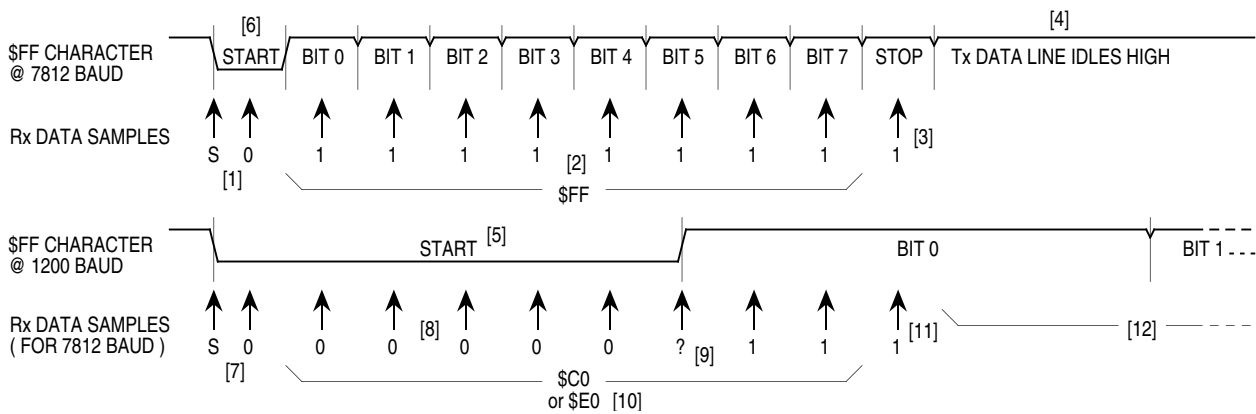 [6] [4]
$FF CHARACTER @ 7812 BAUD
START BIT 0 BIT 1 BIT 2 BIT 3 BIT 4 BIT 5 BIT 6 BIT 7 STOP Tx DATA LINE IDLES HIGH
Rx DATA SAMPLES
S 0 1 1 1 1 [2] 1 1 1 1 1 [3]
[1]
$FF
$FF CHARACTER @ 1200 BAUD
START [5] BIT 0 BIT 1
Rx DATA SAMPLES ( FOR 7812 BAUD )
S 0 0 [8] 0 0 0 0 ? [9] 1 1 1 [11] [12]
[7]
$C0
or $E0 [10]